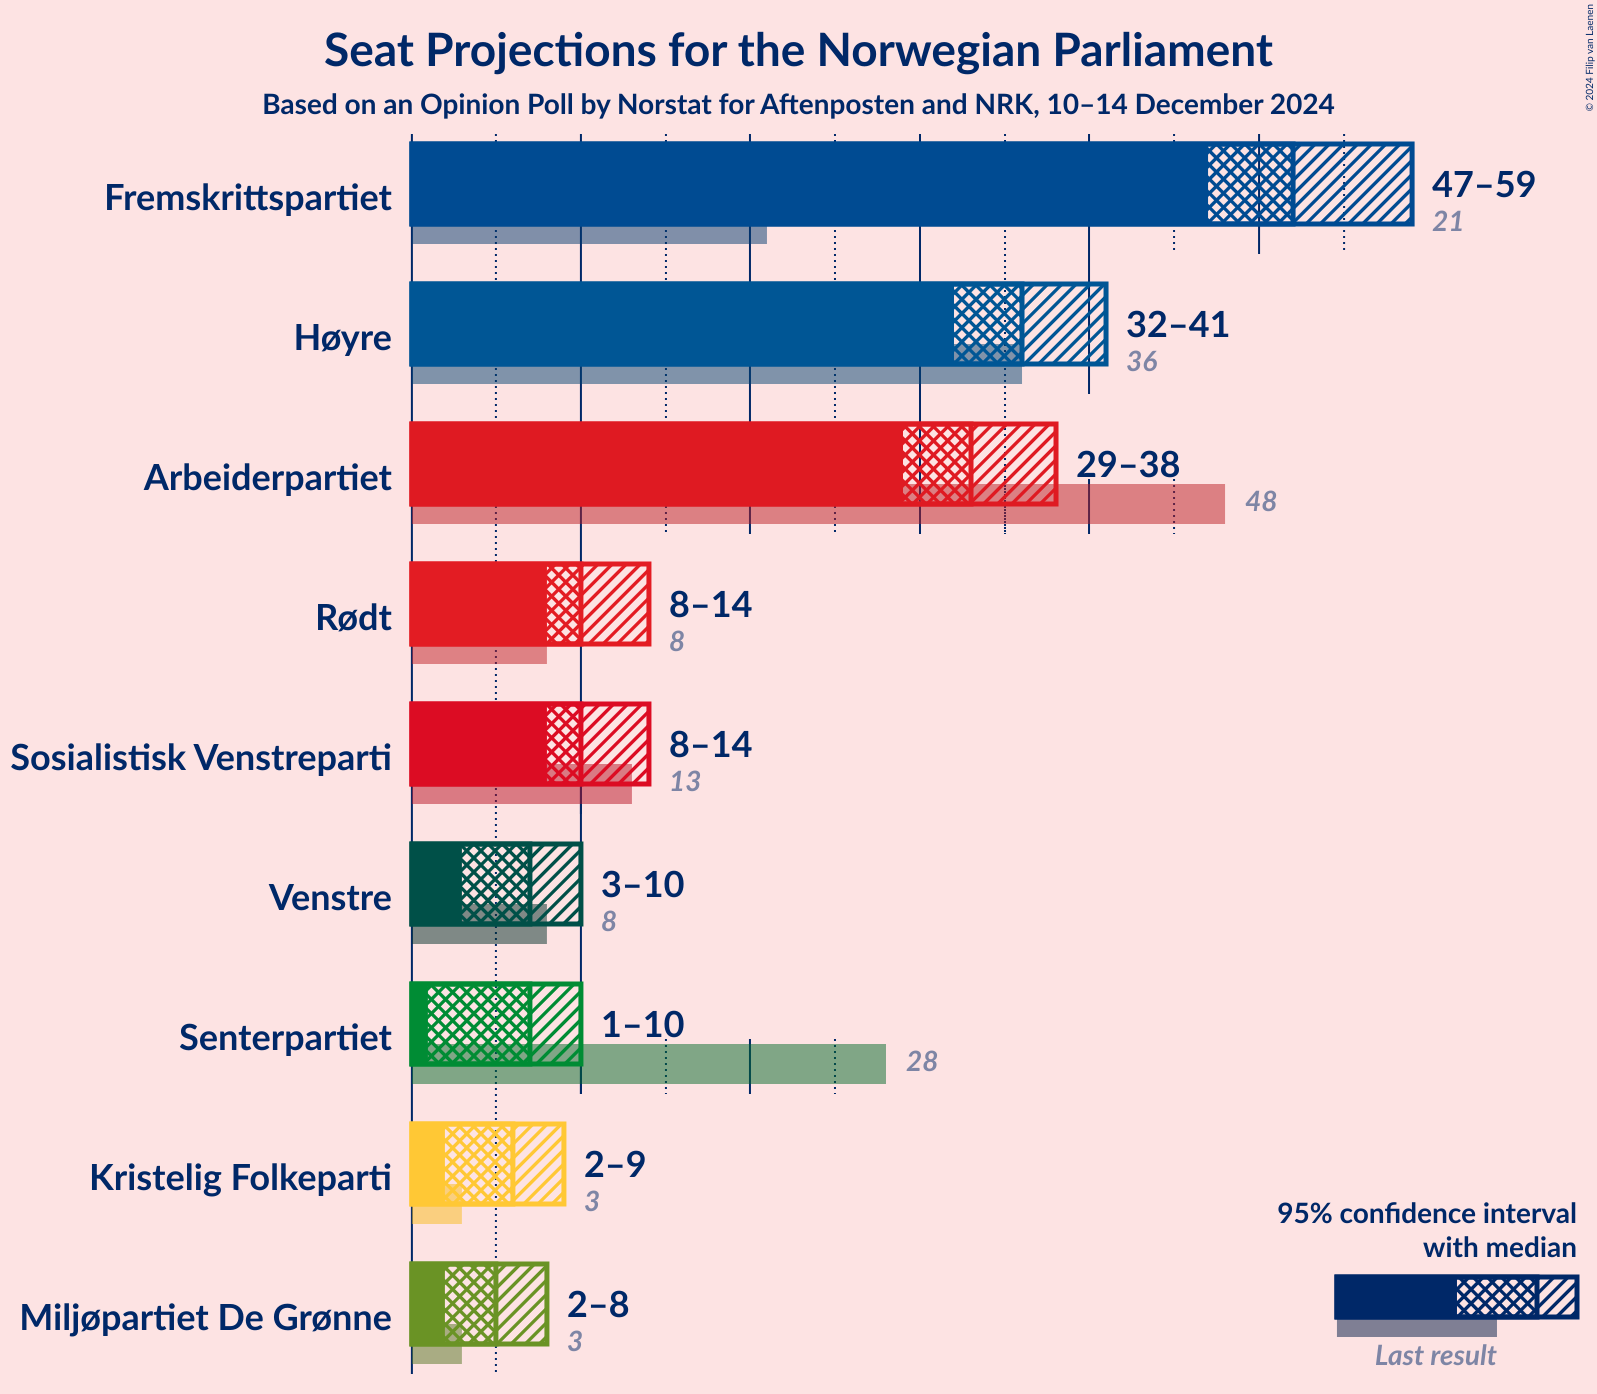 Seat Projections for the Norwegian Parliament
Based on an Opinion Poll by Norstat for Aftenposten and NRK, 10–14 December 2024
© 2024 Filip van Laenen
Fremskrittspartiet
47–59
21
Høyre
32–41
36
Arbeiderpartiet
29–38
48
Rødt
8–14
8
Sosialistisk Venstreparti
8–14
13
Venstre
3–10
8
Senterpartiet
1–10
28
Kristelig Folkeparti
2–9
3
Miljøpartiet De Grønne
2–8
3
95% confidence interval
with median
Last result